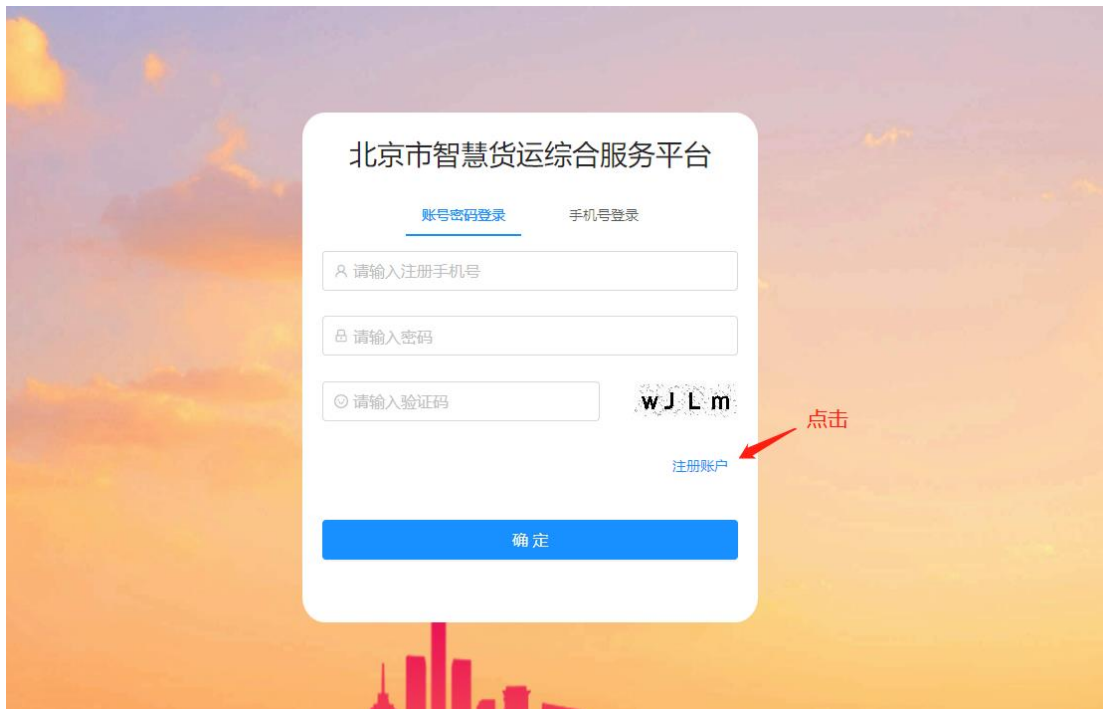 北京市智慧货运综合服务平台
账号密码登录 手机号登录
请输入注册手机号
请输入密码
请输入验证码 wJLm
点击
注册账户
确定